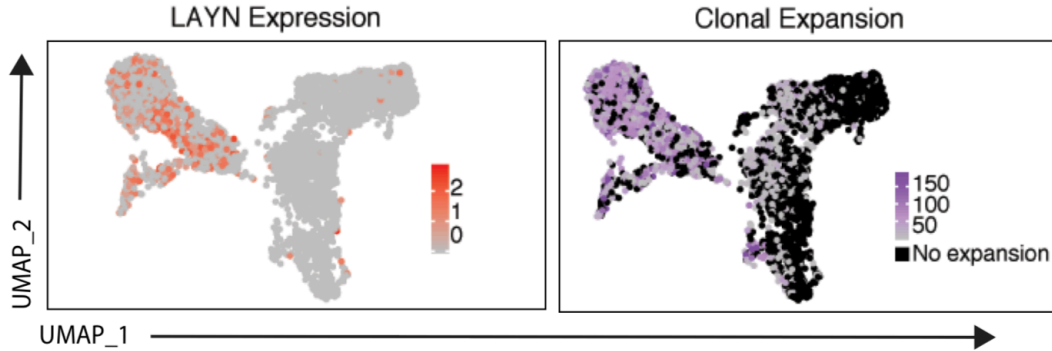 LAYN Expression
Clonal Expansion
UMAP_2
2
1
0
150
100
50
No expansion
UMAP_1